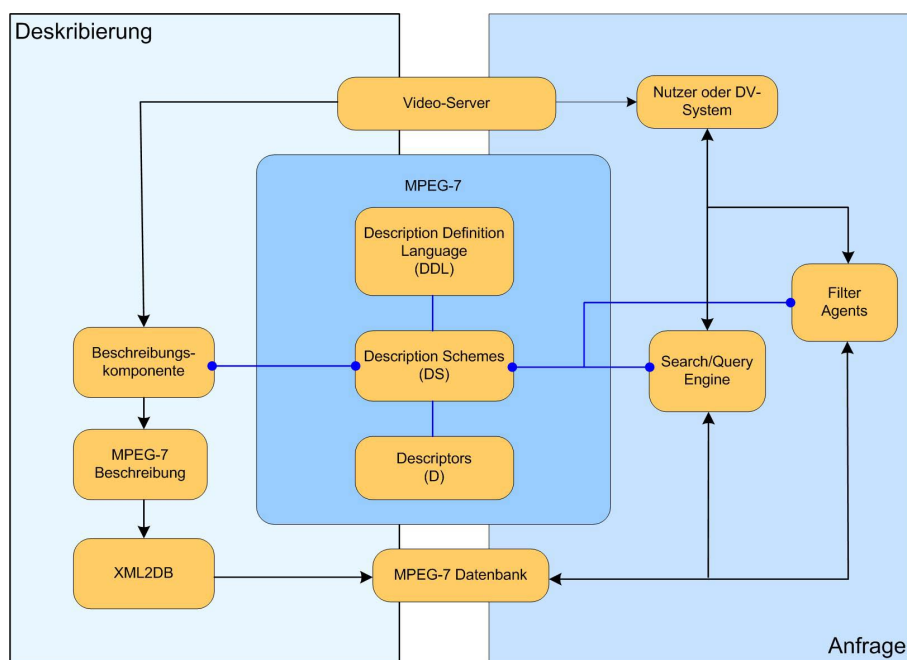 Deskribierung
Video-Server
Nutzer oder DV-
System
MPEG-7
Description Definition
Language
(DDL)
Filter
Agents
Beschreibungs-
komponente
Description Schemes
(DS)
Search/Query
Engine
MPEG-7
Beschreibung
Descriptors
(D)
XML2DB
MPEG-7 Datenbank
Anfrage